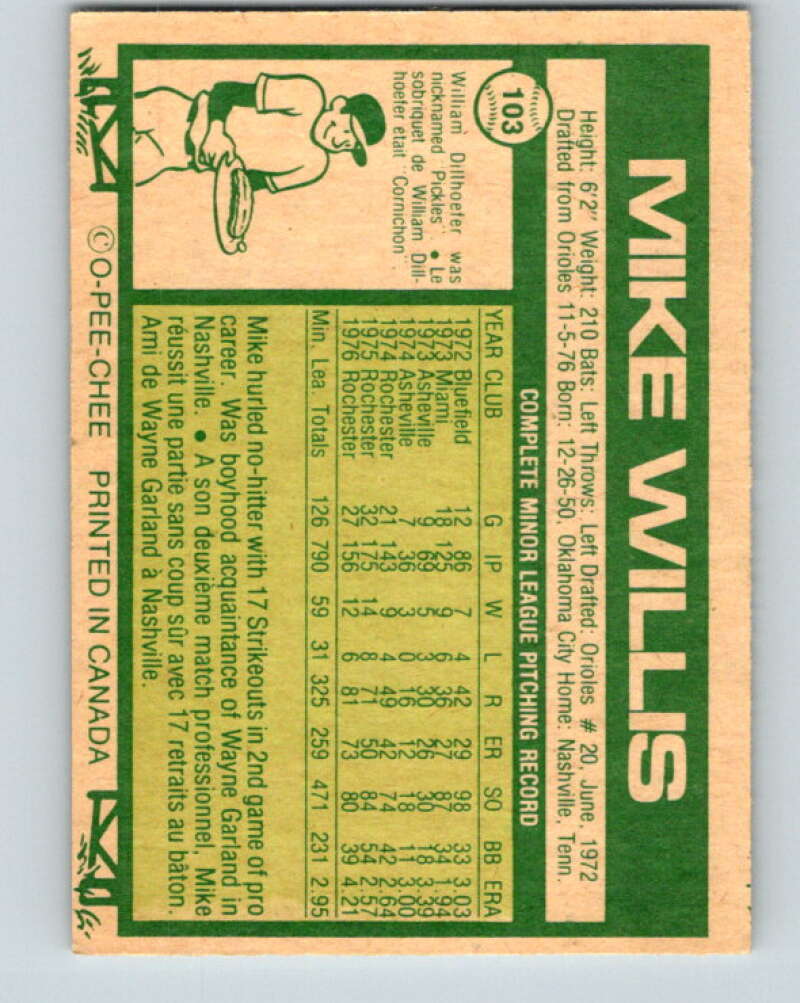 MIKE WILLIS
103
Height: 6'2" Weight: 210 Bats: Left Throws: Left Drafted: Orioles # 20, June, 1972
Drafted from Orioles 11-5-76 Born: 12-26-50, Oklahoma City Home: Nashville, Tenn.
COMPLETE MINOR LEAGUE PITCHING RECORD
YEAR CLUB G IP W L R ER SO BB ERA
1972 Bluefield 12 86 7 4 42 29 98 33 3.03
1973 Miami 18 125 9 6 36 27 87 34 1.94
1973 Asheville 9 69 5 3 30 26 30 18 3.39
1974 Asheville 7 36 3 0 16 12 18 11 3.00
1974 Rochester 21 143 9 4 49 42 74 42 2.64
1975 Rochester 32 175 14 8 71 50 84 54 2.57
1976 Rochester 27 156 12 6 81 73 80 39 4.21
Min. Lea. Totals 126 790 59 31 325 259 471 231 2.95
William Dillhoefer was
nicknamed "Pickles". • Le
sobriquet de William Dill-
hoefer etait "Cornichon".
Mike hurled no-hitter with 17 Strikeouts in 2nd game of pro
career. Was boyhood acquaintance of Wayne Garland in
Nashville. • A son deuxième match professionnel, Mike
réussit une partie sans coup sûr avec 17 retraits au bâton.
Ami de Wayne Garland à Nashville.
©O-PEE-CHEE PRINTED IN CANADA